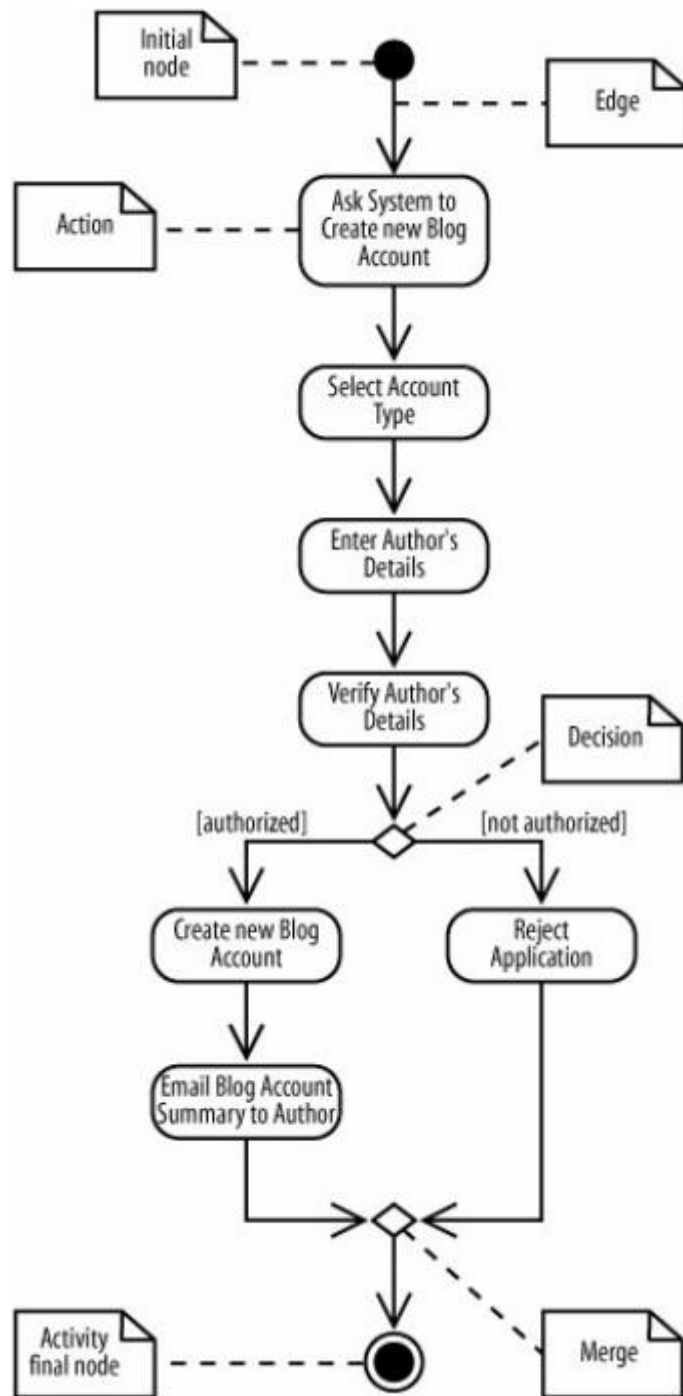 Initial
node
Edge
Ask System to
Create new Blog
Account
Action
Select Account
Type
Enter Author's
Details
Verify Author's
Details
Decision
[authorized]
[not authorized]
Create new Blog
Account
Reject
Application
Email Blog Account
Summary to Author
Activity
final node
Merge